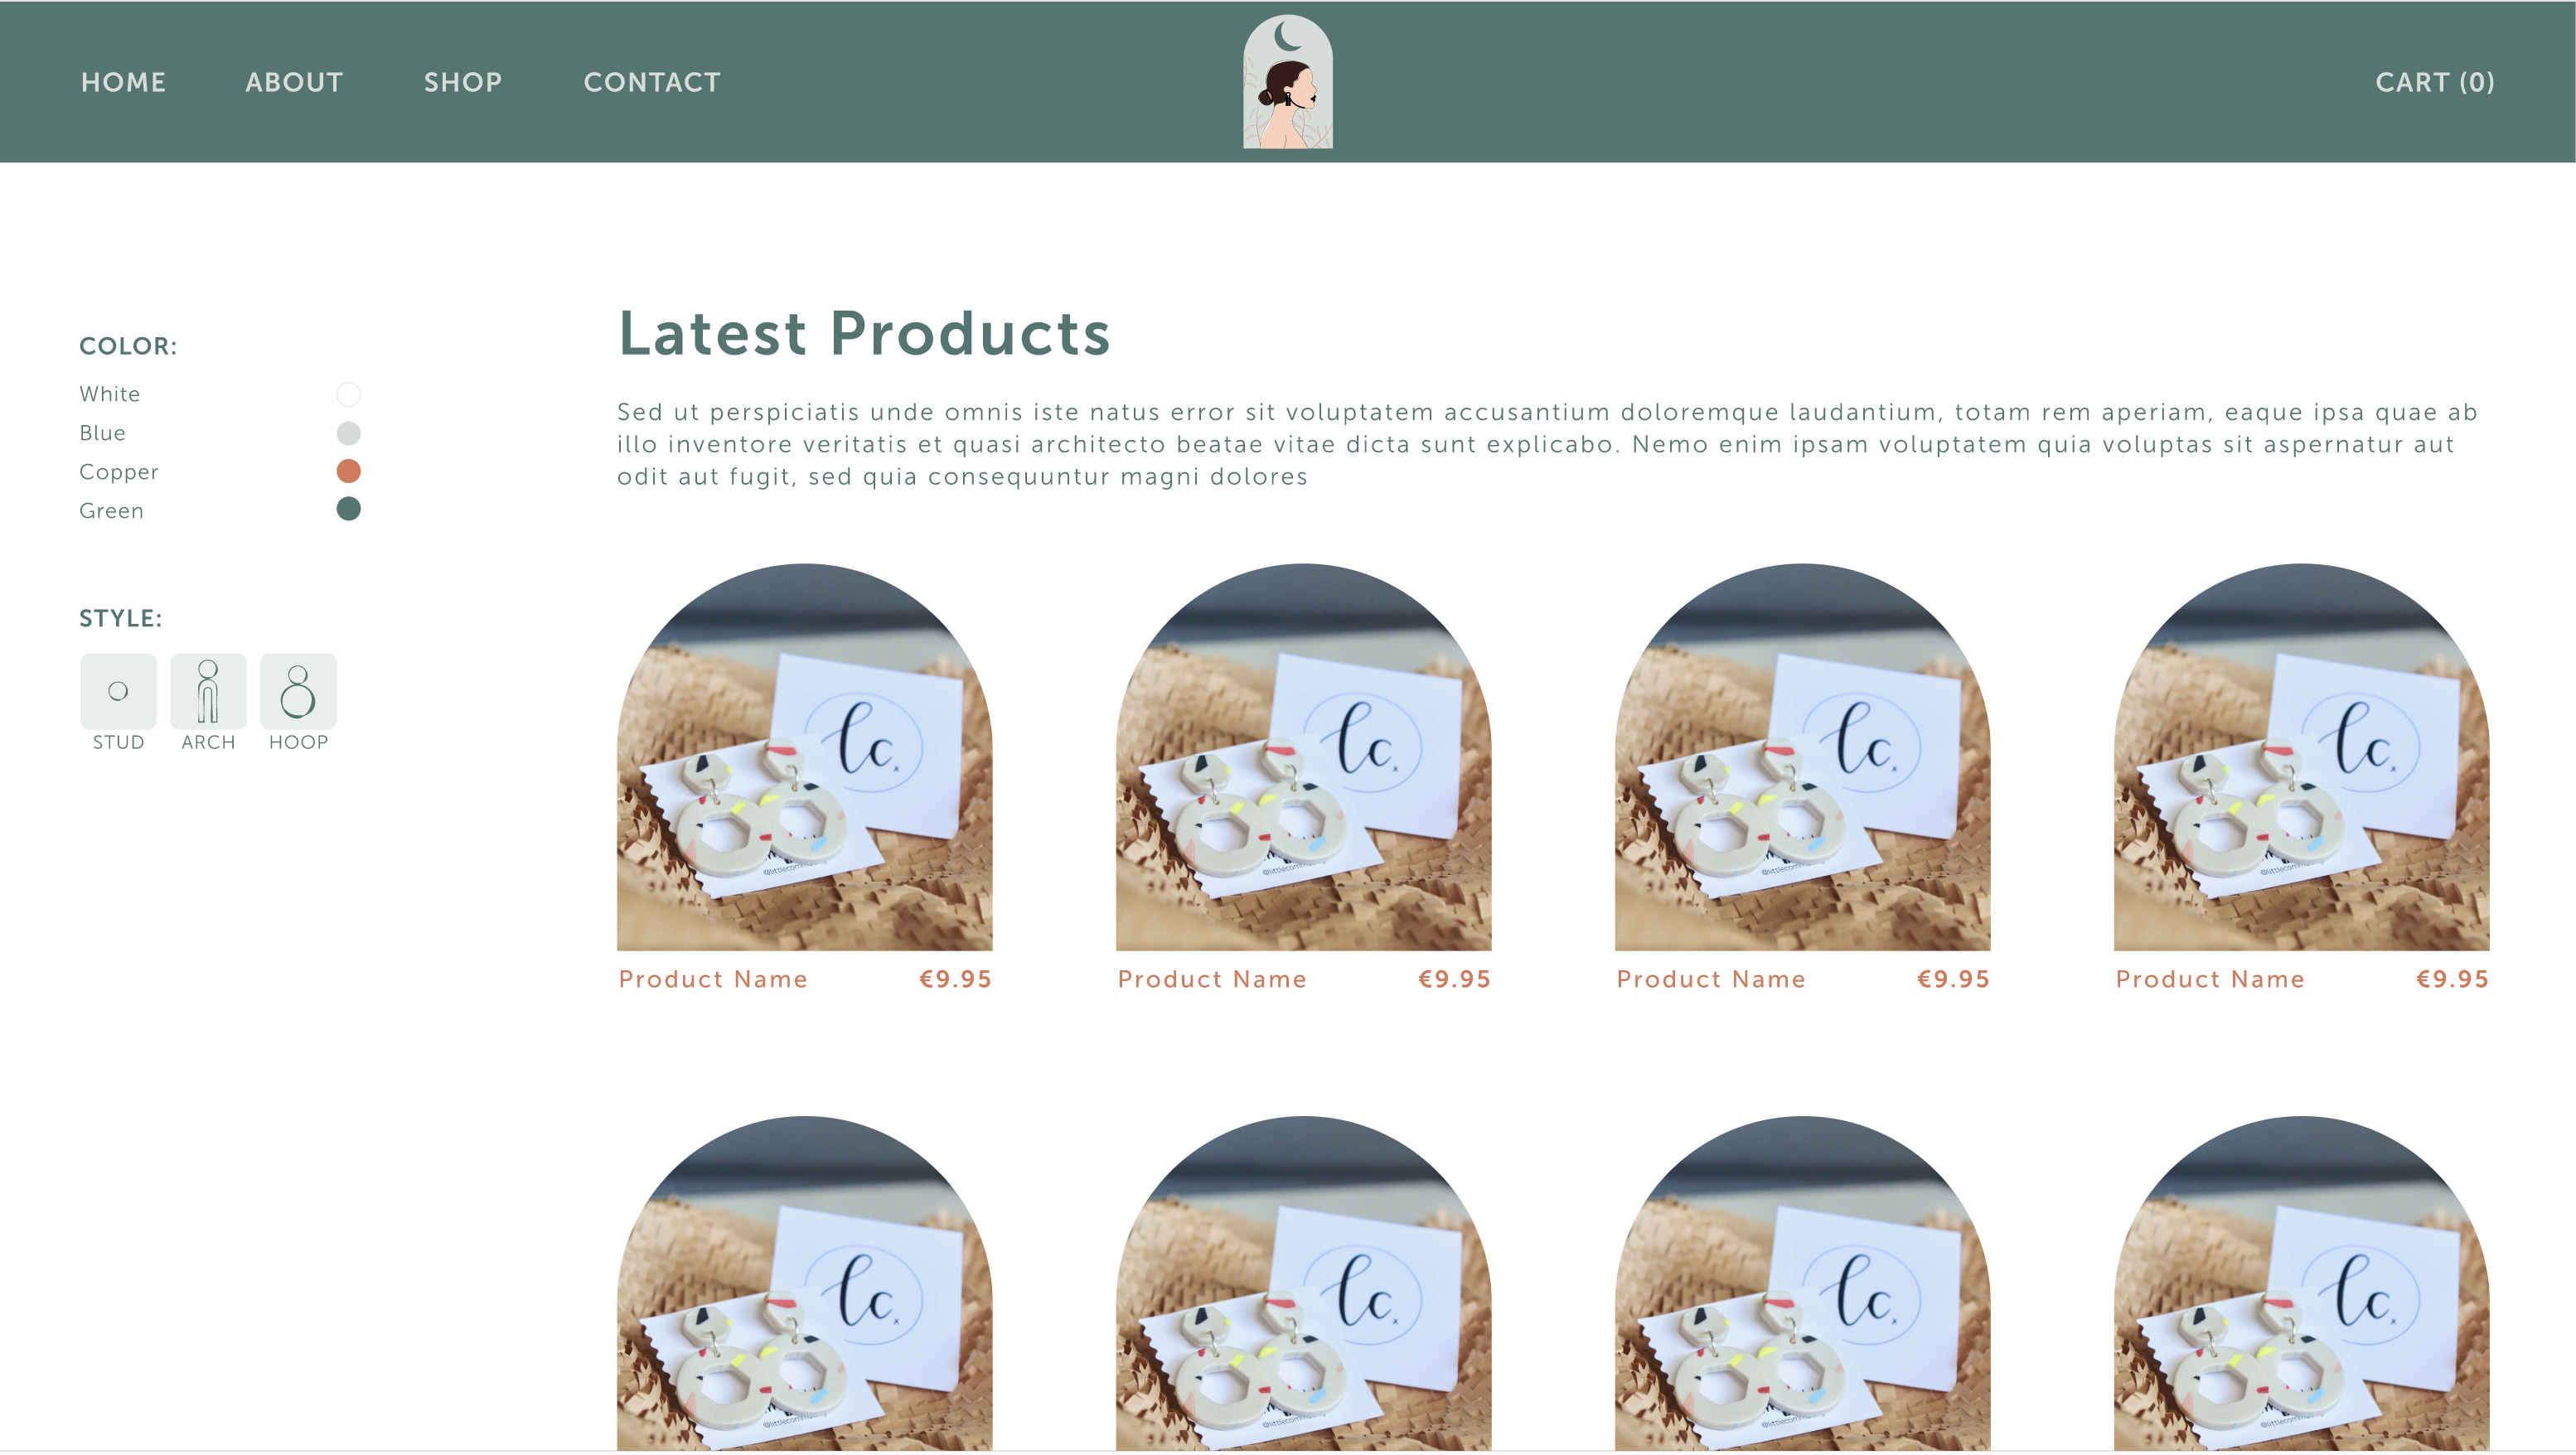 HOME ABOUT SHOP CONTACT CART (0)
COLOR:
White
Blue
Copper
Green
STYLE:
STUD ARCH HOOP
Latest Products
Sed ut perspiciatis unde omnis iste natus error sit voluptatem accusantium doloremque laudantium, totam rem aperiam, eaque ipsa quae ab
illo inventore veritatis et quasi architecto beatae vitae dicta sunt explicabo. Nemo enim ipsam voluptatem quia voluptas sit aspernatur aut
odit aut fugit, sed quia consequuntur magni dolores
lc.x
lc.x
lc.x
lc.x
Product Name €9.95
Product Name €9.95
Product Name €9.95
Product Name €9.95
lc.x
lc.x
lc.x
lc.x